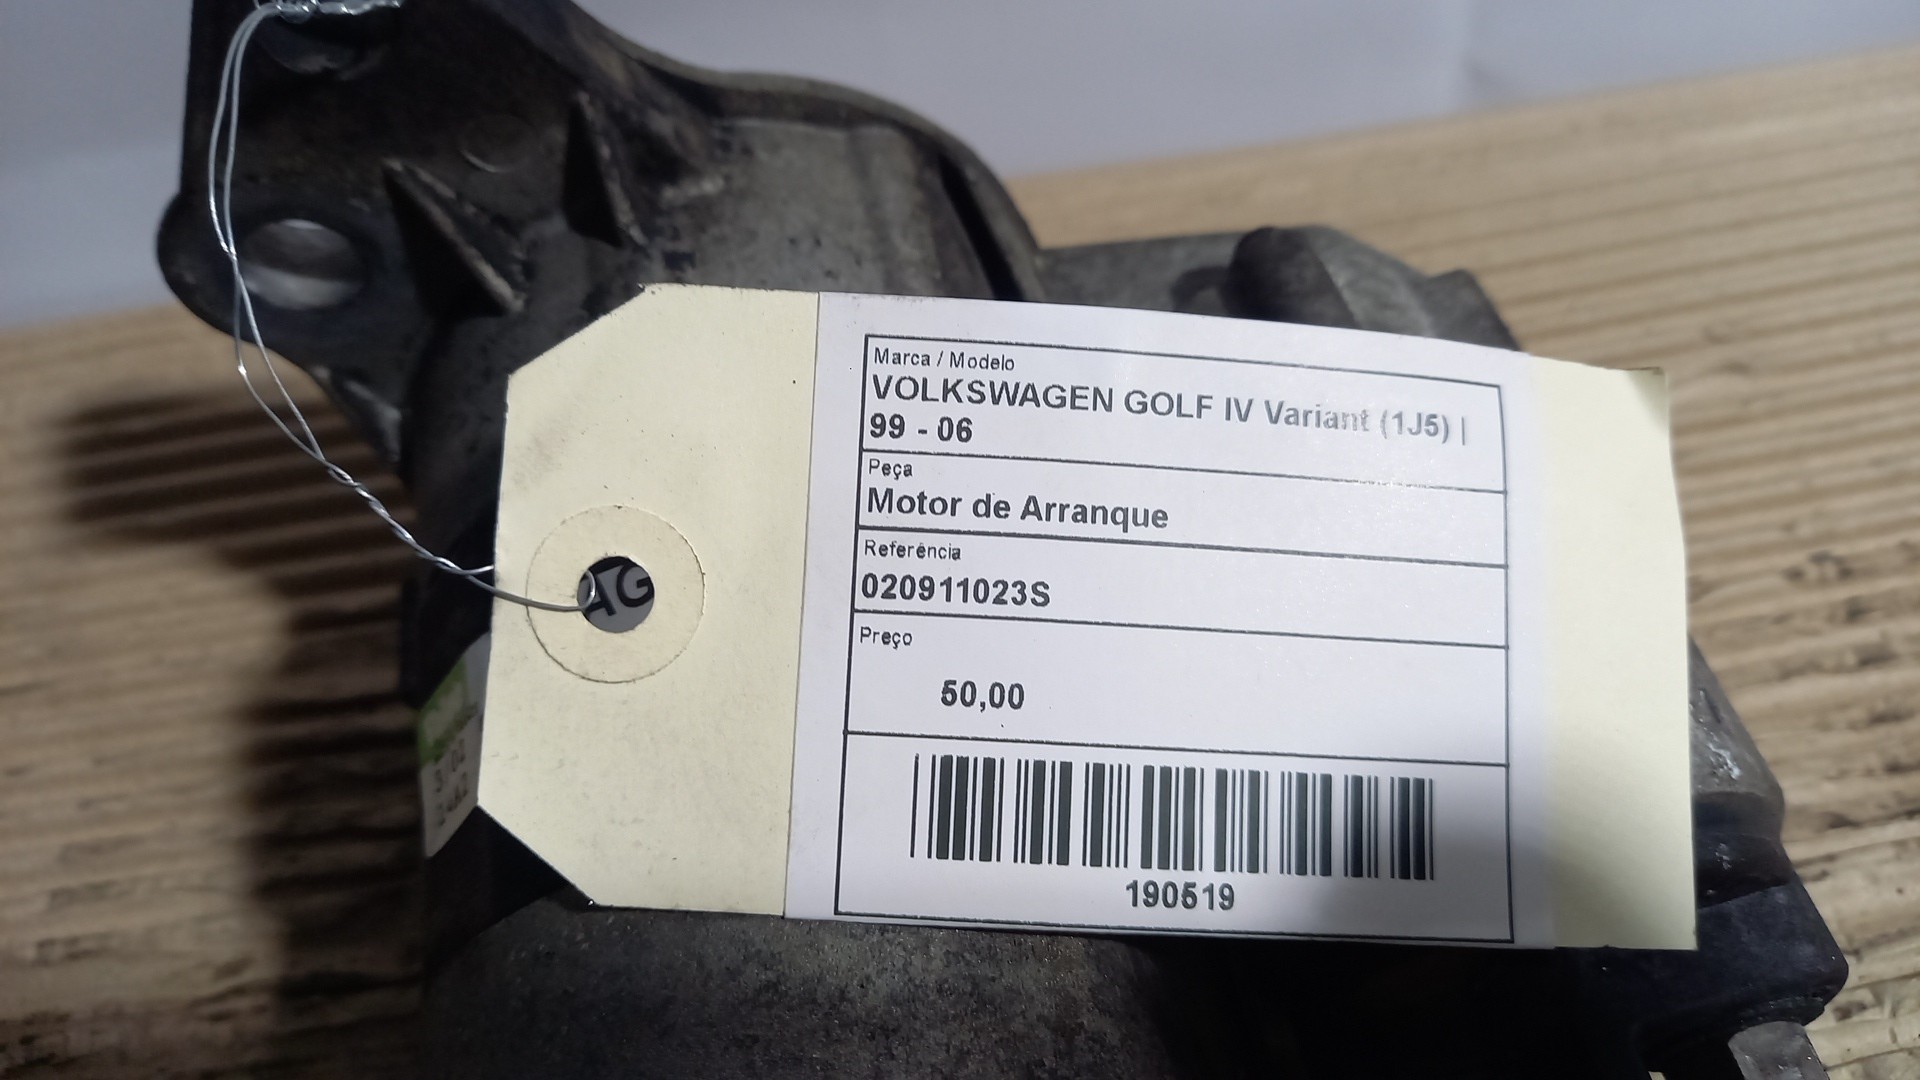 Marca / Modelo
VOLKSWAGEN GOLF IV Variant (1J5) |
99 - 06
Peça
Motor de Arranque
Referência
020911023S
Preço
50,00
190519
AG